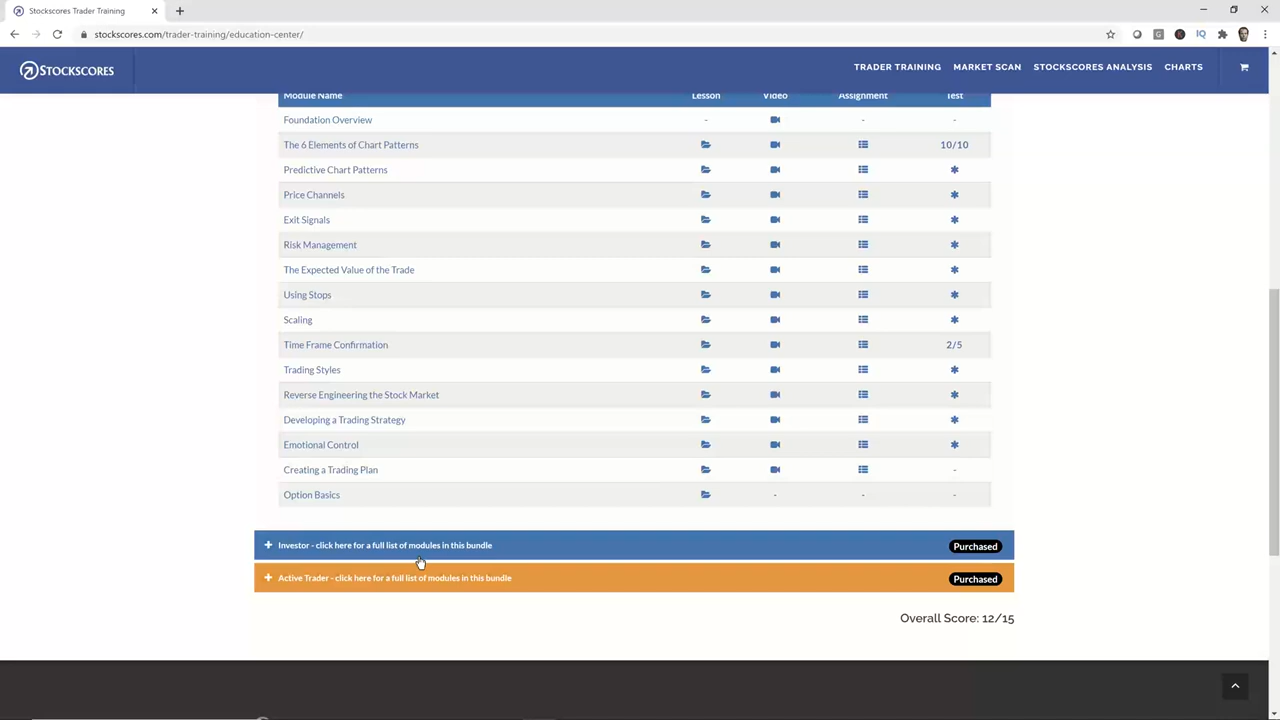 Stockscores Trader Training
stockscores.com/trader-training/education-center/
STOCKSCORES
TRADER TRAINING MARKET SCAN STOCKSCORES ANALYSIS CHARTS
Module Name Lesson Video Assignment Test
Foundation Overview - - -
The 6 Elements of Chart Patterns 10/10
Predictive Chart Patterns
Price Channels
Exit Signals
Risk Management
The Expected Value of the Trade
Using Stops
Scaling
Time Frame Confirmation 2/5
Trading Styles
Reverse Engineering the Stock Market
Developing a Trading Strategy
Emotional Control
Creating a Trading Plan -
Option Basics - - -
+ Investor - click here for a full list of modules in this bundle Purchased
+ Active Trader - click here for a full list of modules in this bundle Purchased
Overall Score: 12/15